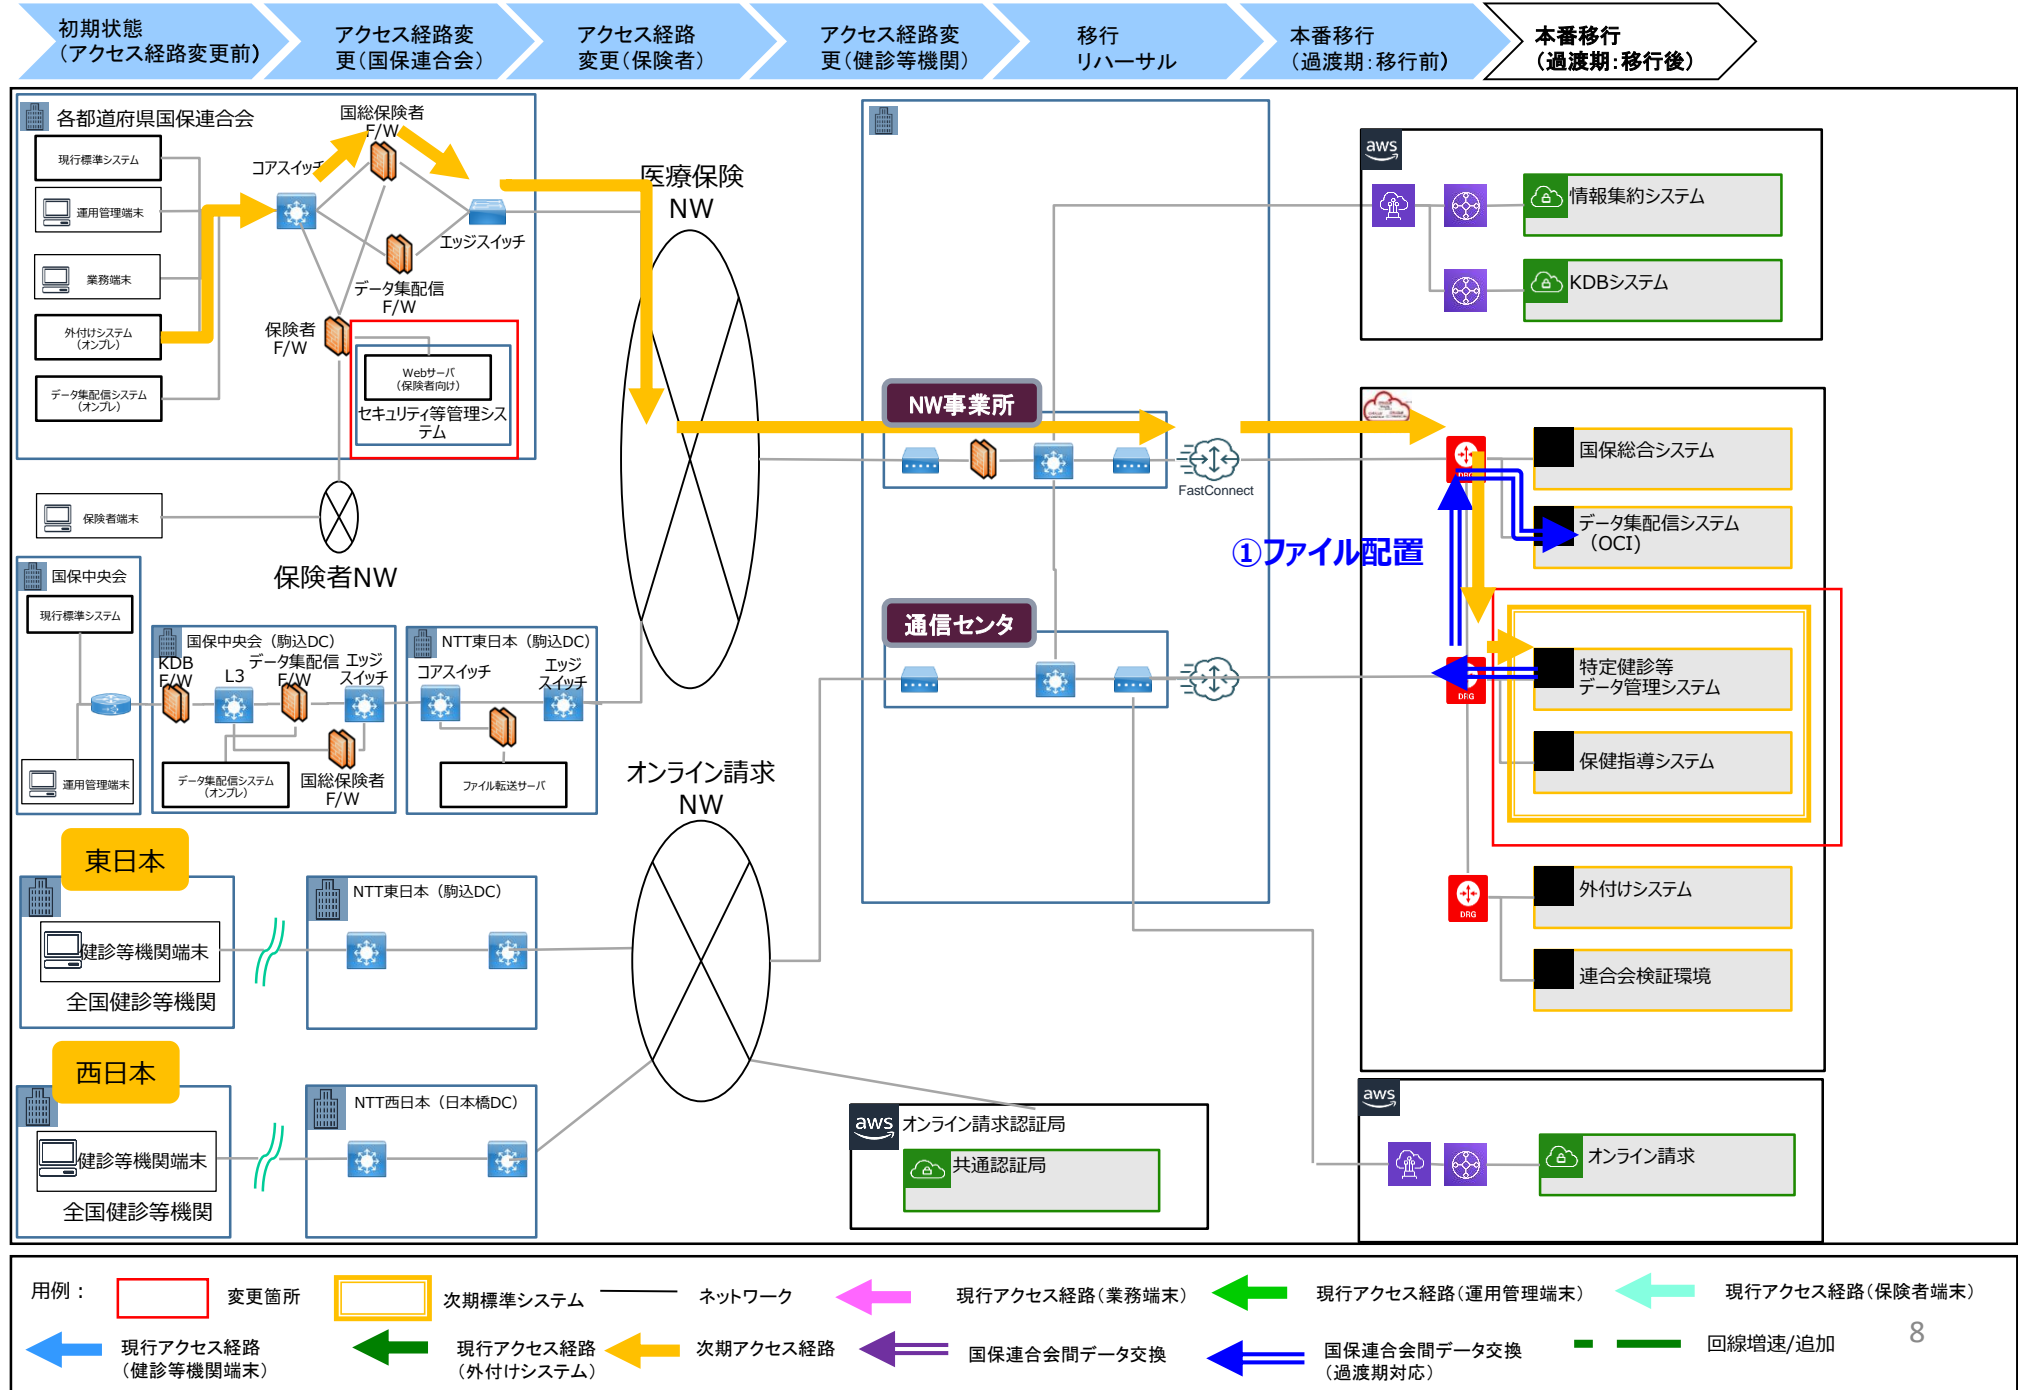 初期状態
（アクセス経路変更前）
アクセス経路変
更（国保連合会）
アクセス経路
変更（保険者）
アクセス経路変
更（健診等機関）
移行
リハーサル
本番移行
（過渡期：移行前）
本番移行
（過渡期：移行後）
各都道府県国保連合会
現行標準システム
運用管理端末
業務端末
外付けシステム
（オンプレ）
データ集配信システム
（オンプレ）
コアスイッチ
国総保険者
F/W
エッジスイッチ
データ集配信
F/W
保険者
F/W
Webサーバ
（保険者向け）
セキュリティ等管理シス
テム
保険者端末
保険者NW
医療保険
NW
国保中央会
現行標準システム
運用管理端末
国保中央会（駒込DC）
KDB
F/W
L3
データ集配信
F/W
エッジ
スイッチ
データ集配信システム
（オンプレ）
国総保険者
F/W
NTT東日本（駒込DC）
コアスイッチ
エッジ
スイッチ
ファイル転送サーバ
オンライン請求
NW
東日本
健診等機関端末
全国健診等機関
NTT東日本（駒込DC）
西日本
健診等機関端末
全国健診等機関
NTT西日本（日本橋DC）
NW事業所
FastConnect
通信センタ
aws
情報集約システム
KDBシステム
DRG
国保総合システム
データ集配信システム
（OCI)
①ファイル配置
DRG
特定健診等
データ管理システム
保健指導システム
DRG
外付けシステム
連合会検証環境
aws
オンライン請求認証局
共通認証局
aws
オンライン請求
用例：
変更箇所
次期標準システム
ネットワーク
現行アクセス経路（業務端末）
現行アクセス経路（運用管理端末）
現行アクセス経路（保険者端末）
現行アクセス経路
（健診等機関端末）
現行アクセス経路
（外付けシステム）
次期アクセス経路
国保連合会間データ交換
国保連合会間データ交換
（過渡期対応）
回線増速/追加
8